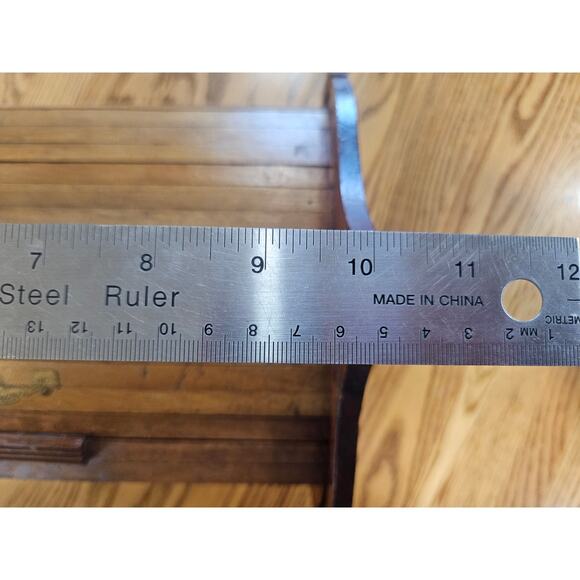 7 8 9 10 11 12
Steel Ruler
MADE IN CHINA
METRIC
13 12 11 10 9 8 7 6 5 4 3 2 MM 1